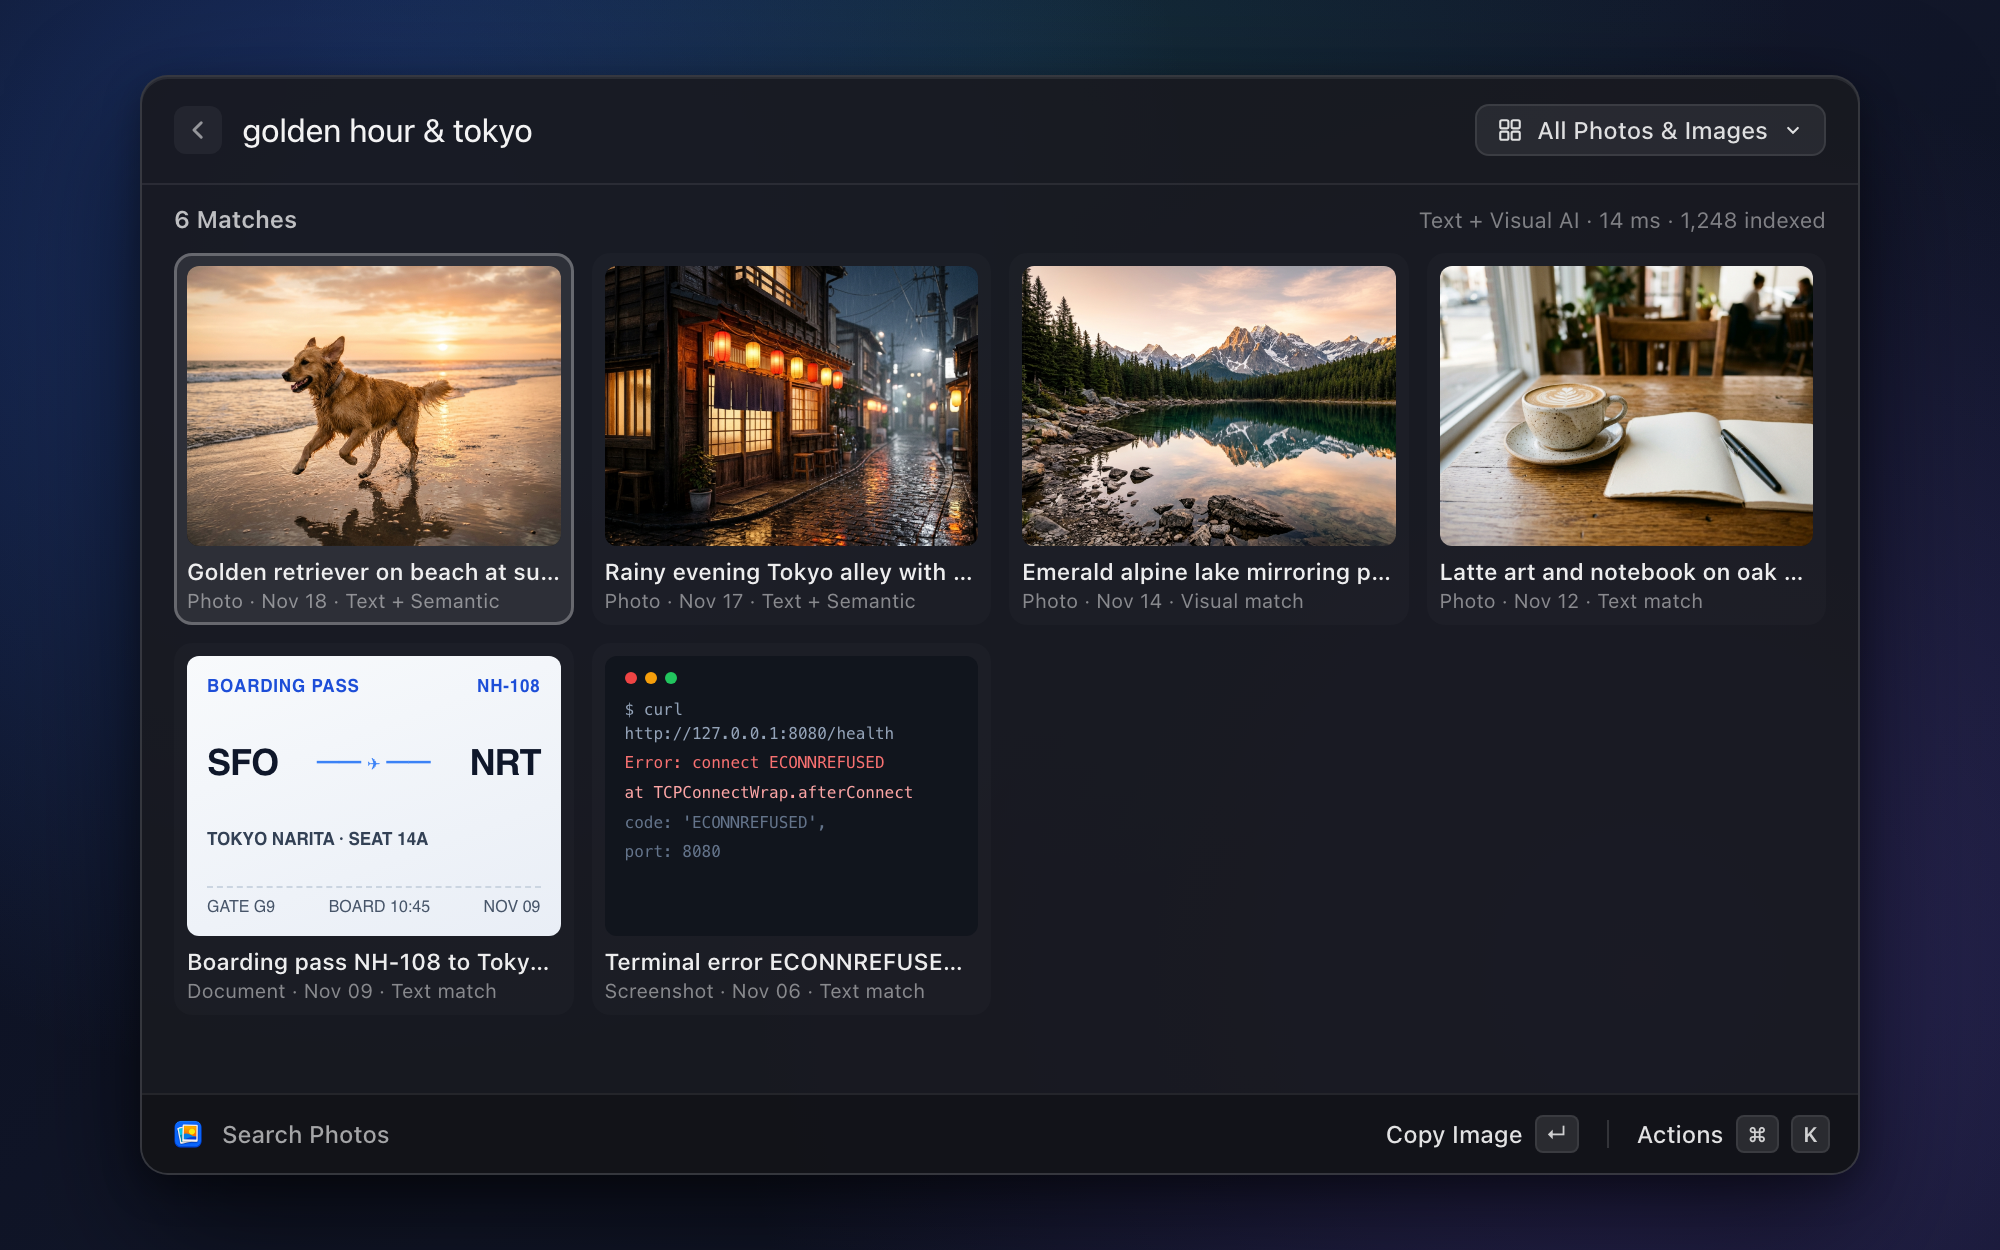 golden hour & tokyo
All Photos & Images
6 Matches
Text + Visual AI · 14 ms · 1,248 indexed
Golden retriever on beach at su...
Photo · Nov 18 · Text + Semantic
Rainy evening Tokyo alley with ...
Photo · Nov 17 · Text + Semantic
Emerald alpine lake mirroring p...
Photo · Nov 14 · Visual match
Latte art and notebook on oak ...
Photo · Nov 12 · Text match
BOARDING PASS NH-108
SFO ✈ NRT
TOKYO NARITA · SEAT 14A
GATE G9 BOARD 10:45 NOV 09
Boarding pass NH-108 to Toky...
Document · Nov 09 · Text match
$ curl
http://127.0.0.1:8080/health
Error: connect ECONNREFUSED
at TCPConnectWrap.afterConnect
code: 'ECONNREFUSED',
port: 8080
Terminal error ECONNREFUSE...
Screenshot · Nov 06 · Text match
Search Photos
Copy Image ↵
Actions ⌘ K